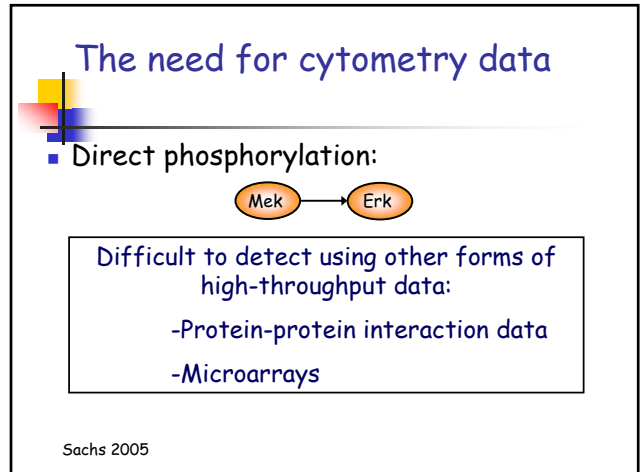 The need for cytometry data
Direct phosphorylation:
Mek Erk
Difficult to detect using other forms of
high-throughput data:
-Protein-protein interaction data
-Microarrays
Sachs 2005